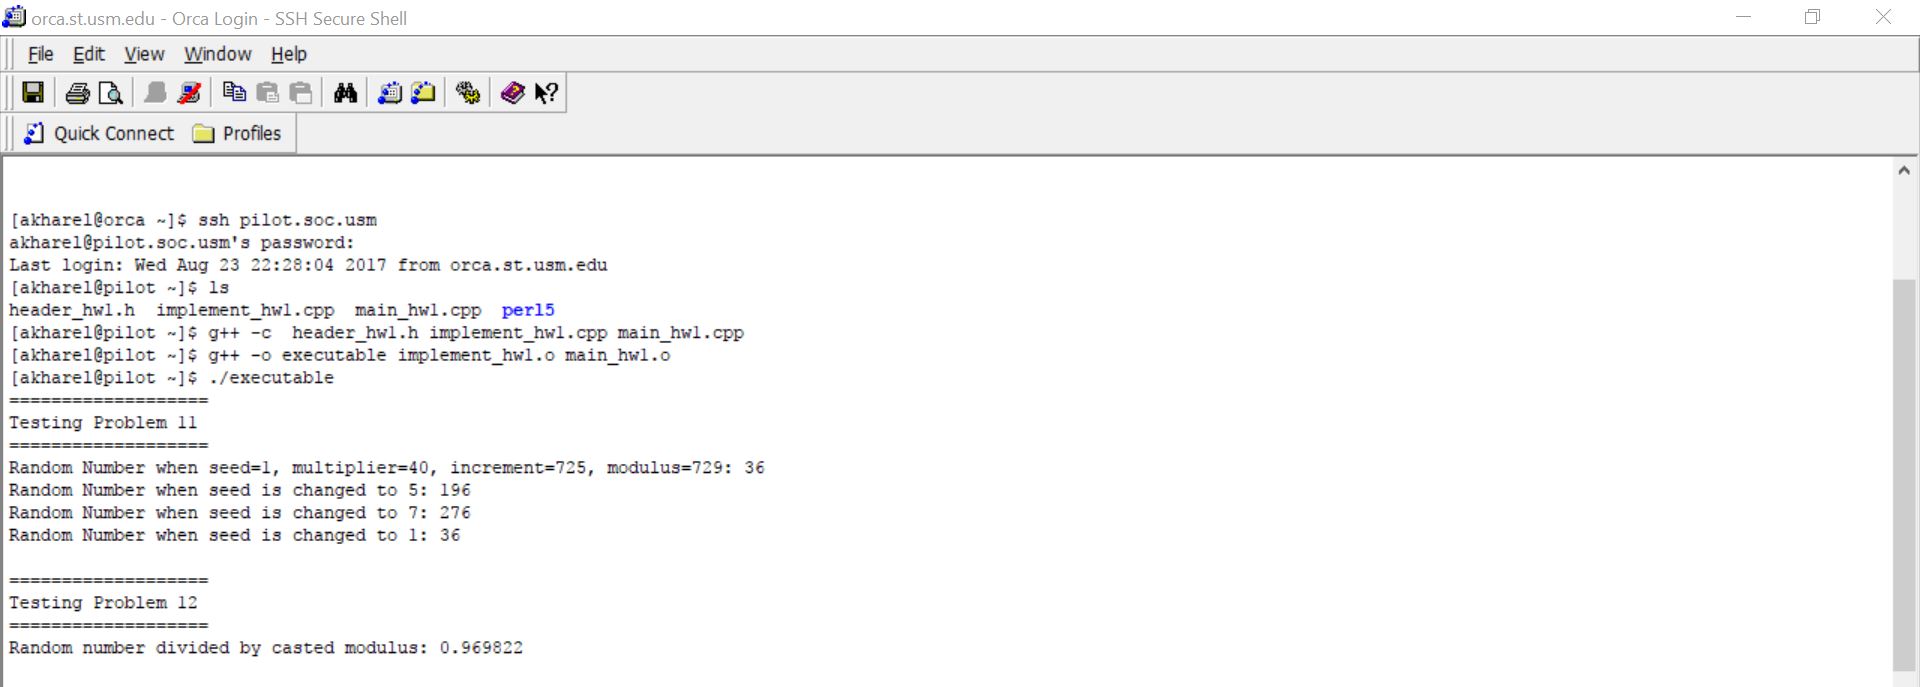 orca.st.usm.edu - Orca Login - SSH Secure Shell
File Edit View Window Help
Quick Connect Profiles
[akharel@orca ~]$ ssh pilot.soc.usm
akharel@pilot.soc.usm's password:
Last login: Wed Aug 23 22:28:04 2017 from orca.st.usm.edu
[akharel@pilot ~]$ ls
header_hw1.h  implement_hw1.cpp  main_hw1.cpp  perl5
[akharel@pilot ~]$ g++ -c  header_hw1.h implement_hw1.cpp main_hw1.cpp
[akharel@pilot ~]$ g++ -o executable implement_hw1.o main_hw1.o
[akharel@pilot ~]$ ./executable
===================
Testing Problem 11
===================
Random Number when seed=1, multiplier=40, increment=725, modulus=729: 36
Random Number when seed is changed to 5: 196
Random Number when seed is changed to 7: 276
Random Number when seed is changed to 1: 36
===================
Testing Problem 12
===================
Random number divided by casted modulus: 0.969822